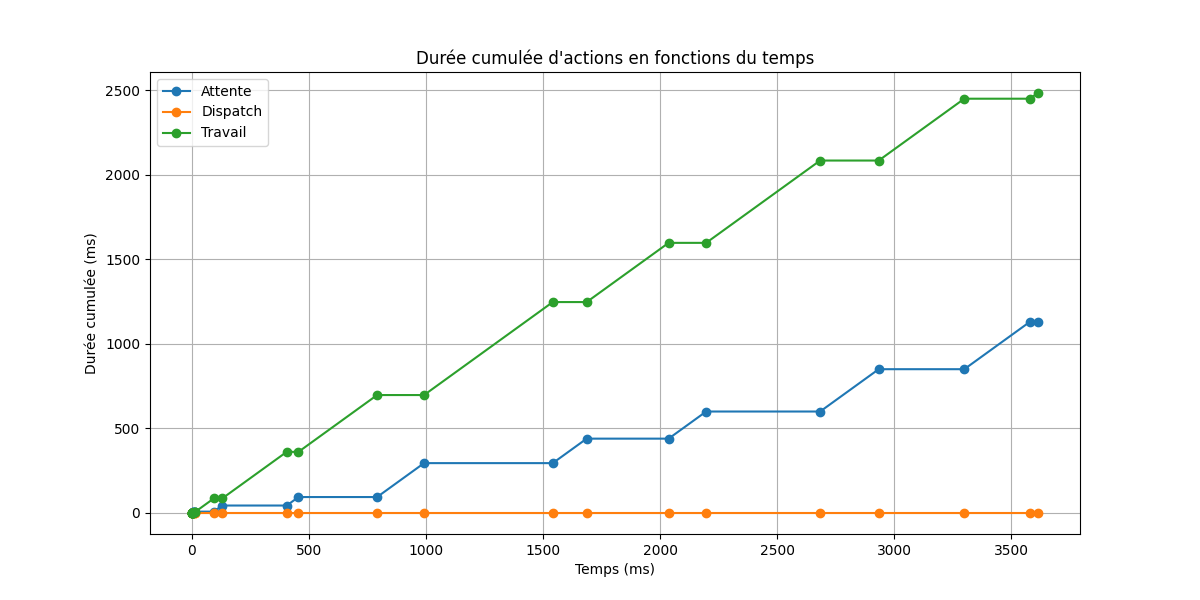 Durée cumulée d'actions en fonctions du temps
Attente
Dispatch
Travail
Durée cumulée (ms)
2500
2000
1500
1000
500
0
0 500 1000 1500 2000 2500 3000 3500
Temps (ms)